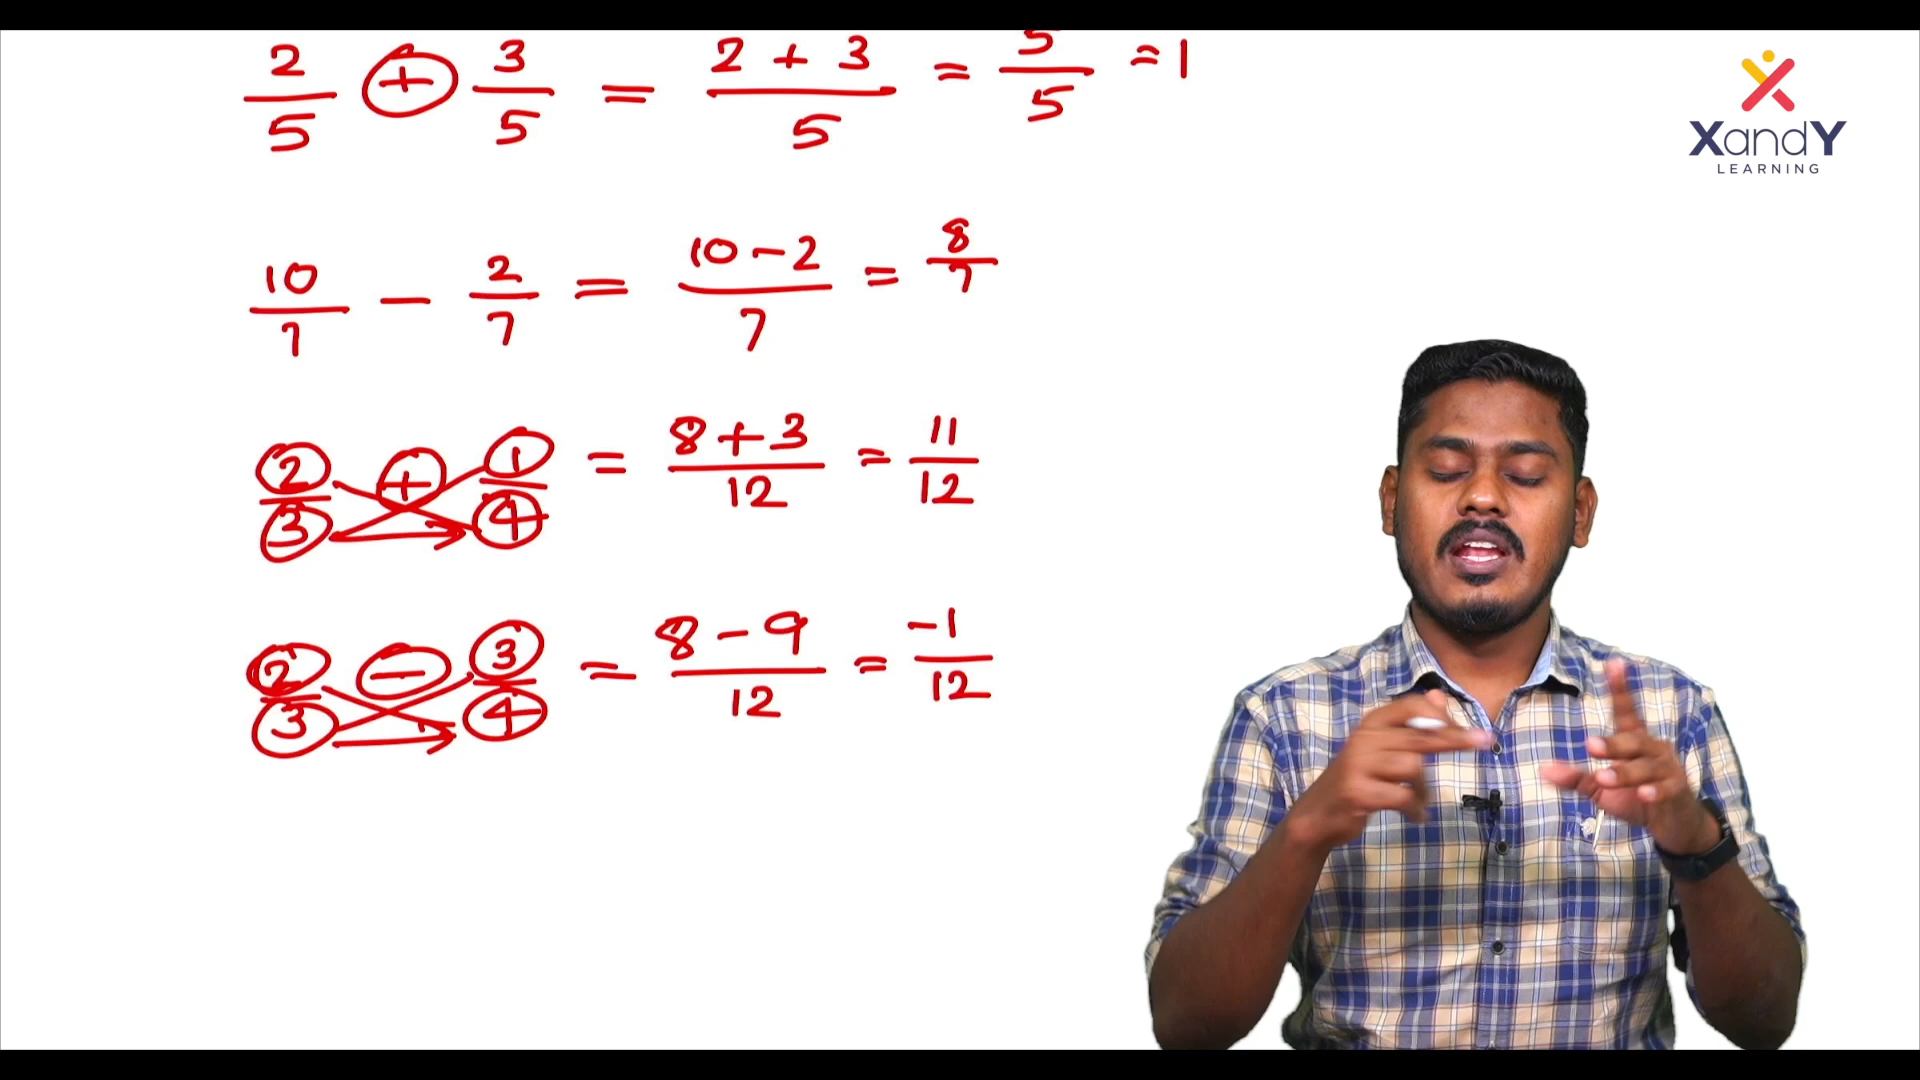 XandY
LEARNING
2/5 + 3/5 = 2 + 3/5 = 5/5 = 1
10/7 - 2/7 = 10 - 2/7 = 8/7
2/3 + 1/4 = 8 + 3/12 = 11/12
2/3 - 3/4 = 8 - 9/12 = -1/12